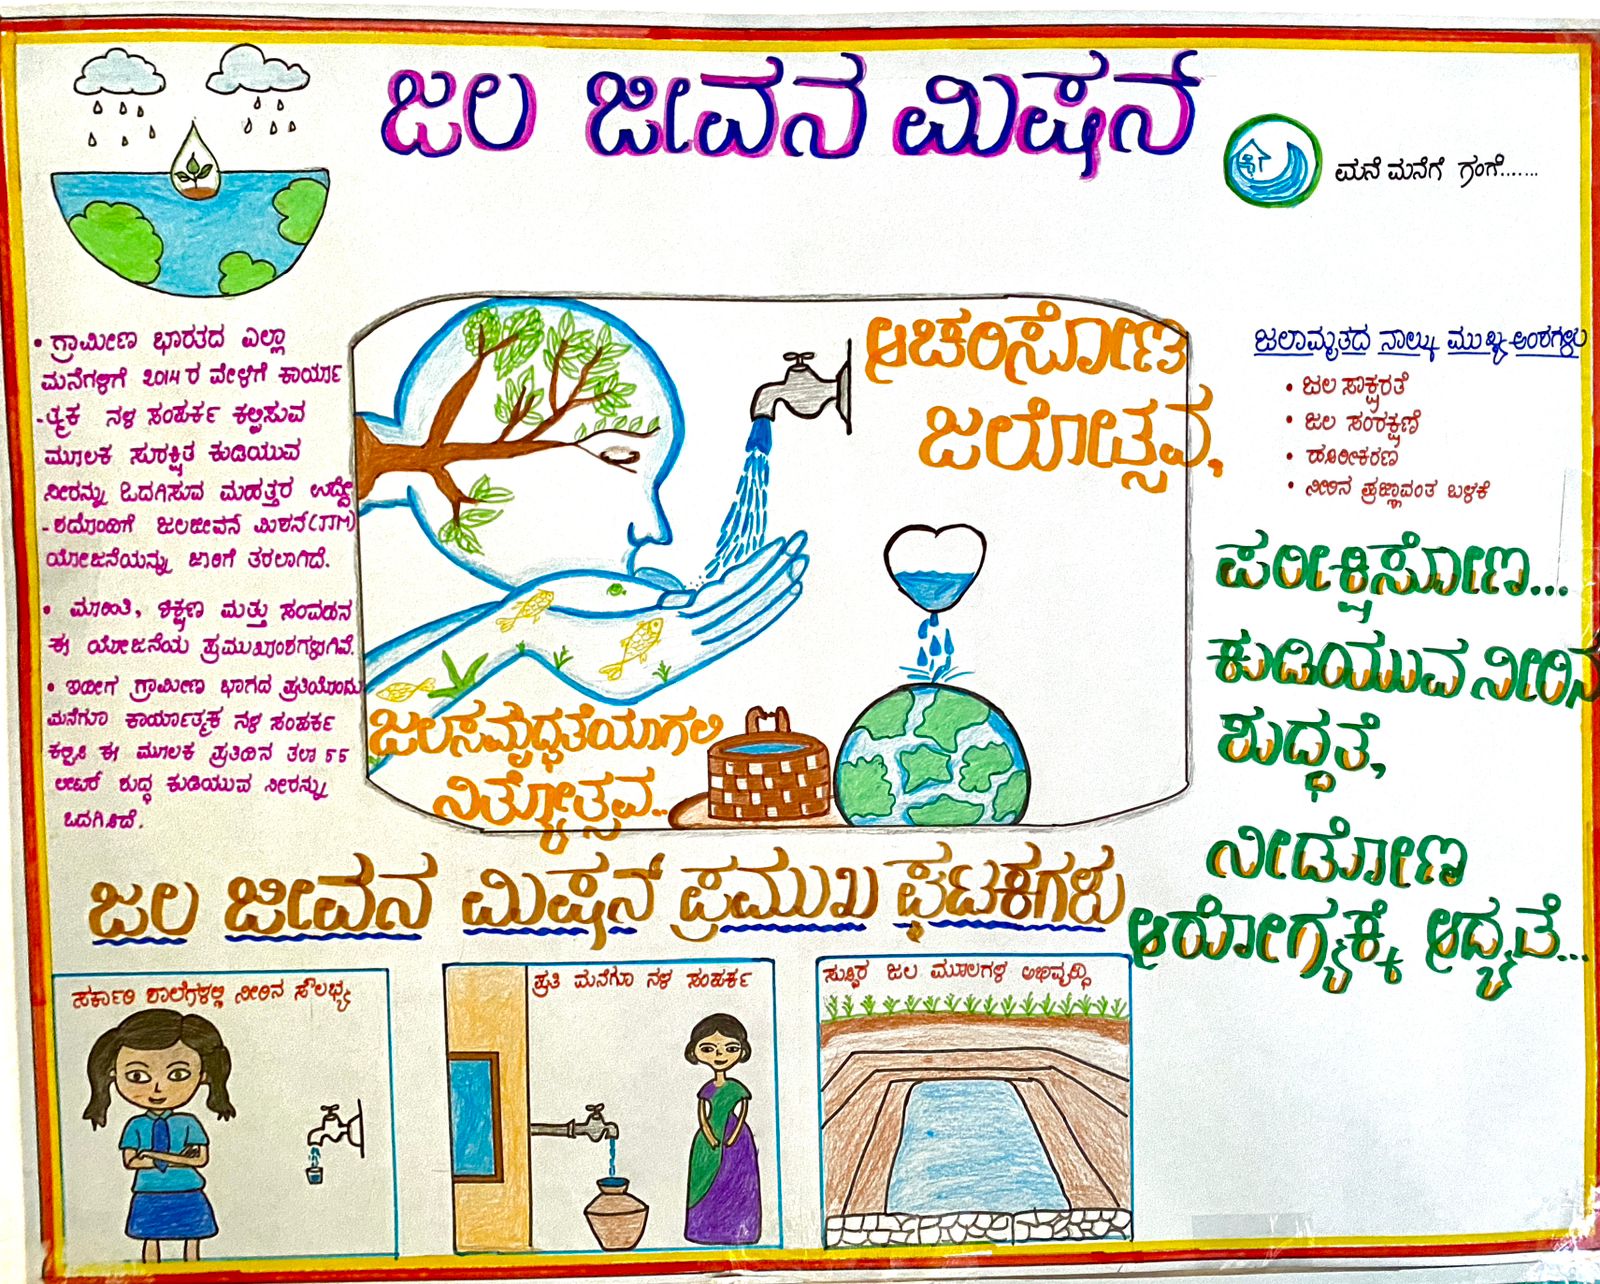 ಜಲ ಜೀವನ ಮಿಷನ್
ಮನೆ ಮನೆಗೆ ಗಂಗೆ.......
• ಗ್ರಾಮೀಣ ಭಾರತದ ಎಲ್ಲಾ
ಮನೆಗಳಿಗೆ 2014 ರ ವೇಳೆಗೆ ಕಾರ್ಯಾ
-ತ್ಮಕ ನಳ ಸಂಪರ್ಕ ಕಲ್ಪಿಸುವ
ಮೂಲಕ ಸುರಕ್ಷಿತ ಕುಡಿಯುವ
ನೀರನ್ನು ಒದಗಿಸುವ ಮಹತ್ತರ ಉದ್ದೇ
-ಶದೊಂದಿಗೆ ಜಲಜೀವನ ಮಿಶನ್ (JJM)
ಯೋಜನೆಯನ್ನು ಜಾರಿಗೆ ತರಲಾಗಿದೆ.
• ಮಾಹಿತಿ, ಶಿಕ್ಷಣ ಮತ್ತು ಸಂವಹನ
ಈ ಯೋಜನೆಯ ಪ್ರಮುಖಾಂಶಗಳಾಗಿವೆ.
• ಇಡೀಗ ಗ್ರಾಮೀಣ ಭಾಗದ ಪ್ರತಿಯೊಂದು
ಮನೆಗೂ ಕಾರ್ಯಾತ್ಮಕ ನಳ ಸಂಪರ್ಕ
ಕಲ್ಪಿಸಿ ಈ ಮೂಲಕ ಪ್ರತಿದಿನ ತಲಾ 55
ಲೀಟರ್ ಶುದ್ಧ ಕುಡಿಯುವ ನೀರನ್ನು
ಒದಗಿಸಿದೆ.
ಆಚರಿಸೋಣ
ಜಲೋತ್ಸವ,
ಜಲಸಮೃದ್ಧತೆಯಾಗಲಿ
ನಿತ್ಯೋತ್ಸವ..
ಜಲಾಮೃತದ ನಾಲ್ಕು ಮುಖ್ಯ ಅಂಶಗಳು
• ಜಲ ಸಾಕ್ಷರತೆ
• ಜಲ ಸಂರಕ್ಷಣೆ
• ಹಸಿರೀಕರಣ
• ನೀರಿನ ಪ್ರಜ್ಞಾವಂತ ಬಳಕೆ
ಪರೀಕ್ಷಿಸೋಣ...
ಕುಡಿಯುವ ನೀರಿನ
ಶುದ್ಧತೆ,
ನೀಡೋಣ
ಆರೋಗ್ಯಕ್ಕೆ ಆದ್ಯತೆ...
ಜಲ ಜೀವನ ಮಿಷನ್ ಪ್ರಮುಖ ಘಟಕಗಳು
ಸರ್ಕಾರಿ ಶಾಲೆಗಳಲ್ಲಿ ನೀರಿನ ಸೌಲಭ್ಯ
ಪ್ರತಿ ಮನೆಗೂ ನಳ ಸಂಪರ್ಕ
ಸುಸ್ಥಿರ ಜಲ ಮೂಲಗಳ ಅಭಿವೃದ್ಧಿ